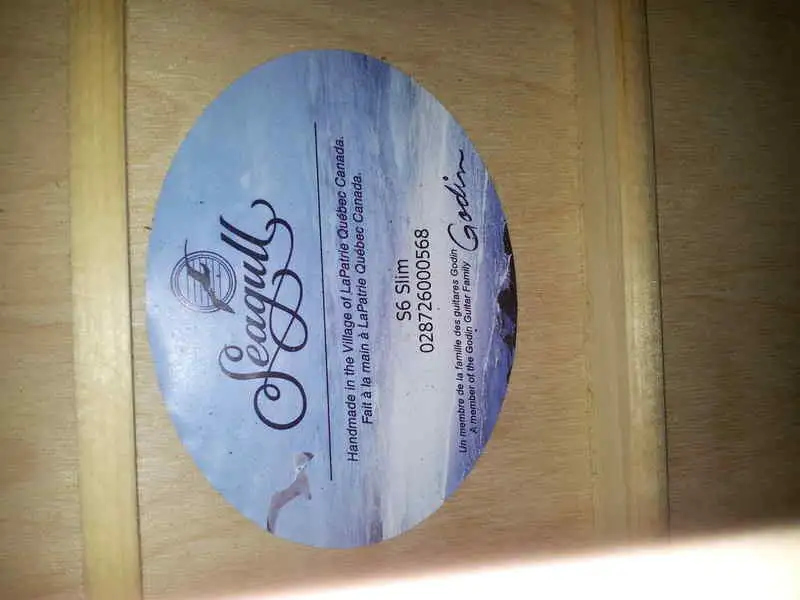 Seagull
Handmade in the Village of LaPatrie Québec Canada.
Fait à la main à LaPatrie Québec Canada.
S6 Slim
028726000568
Un membre de la famille des guitares Godin
A member of the Godin Guitar Family
Godin